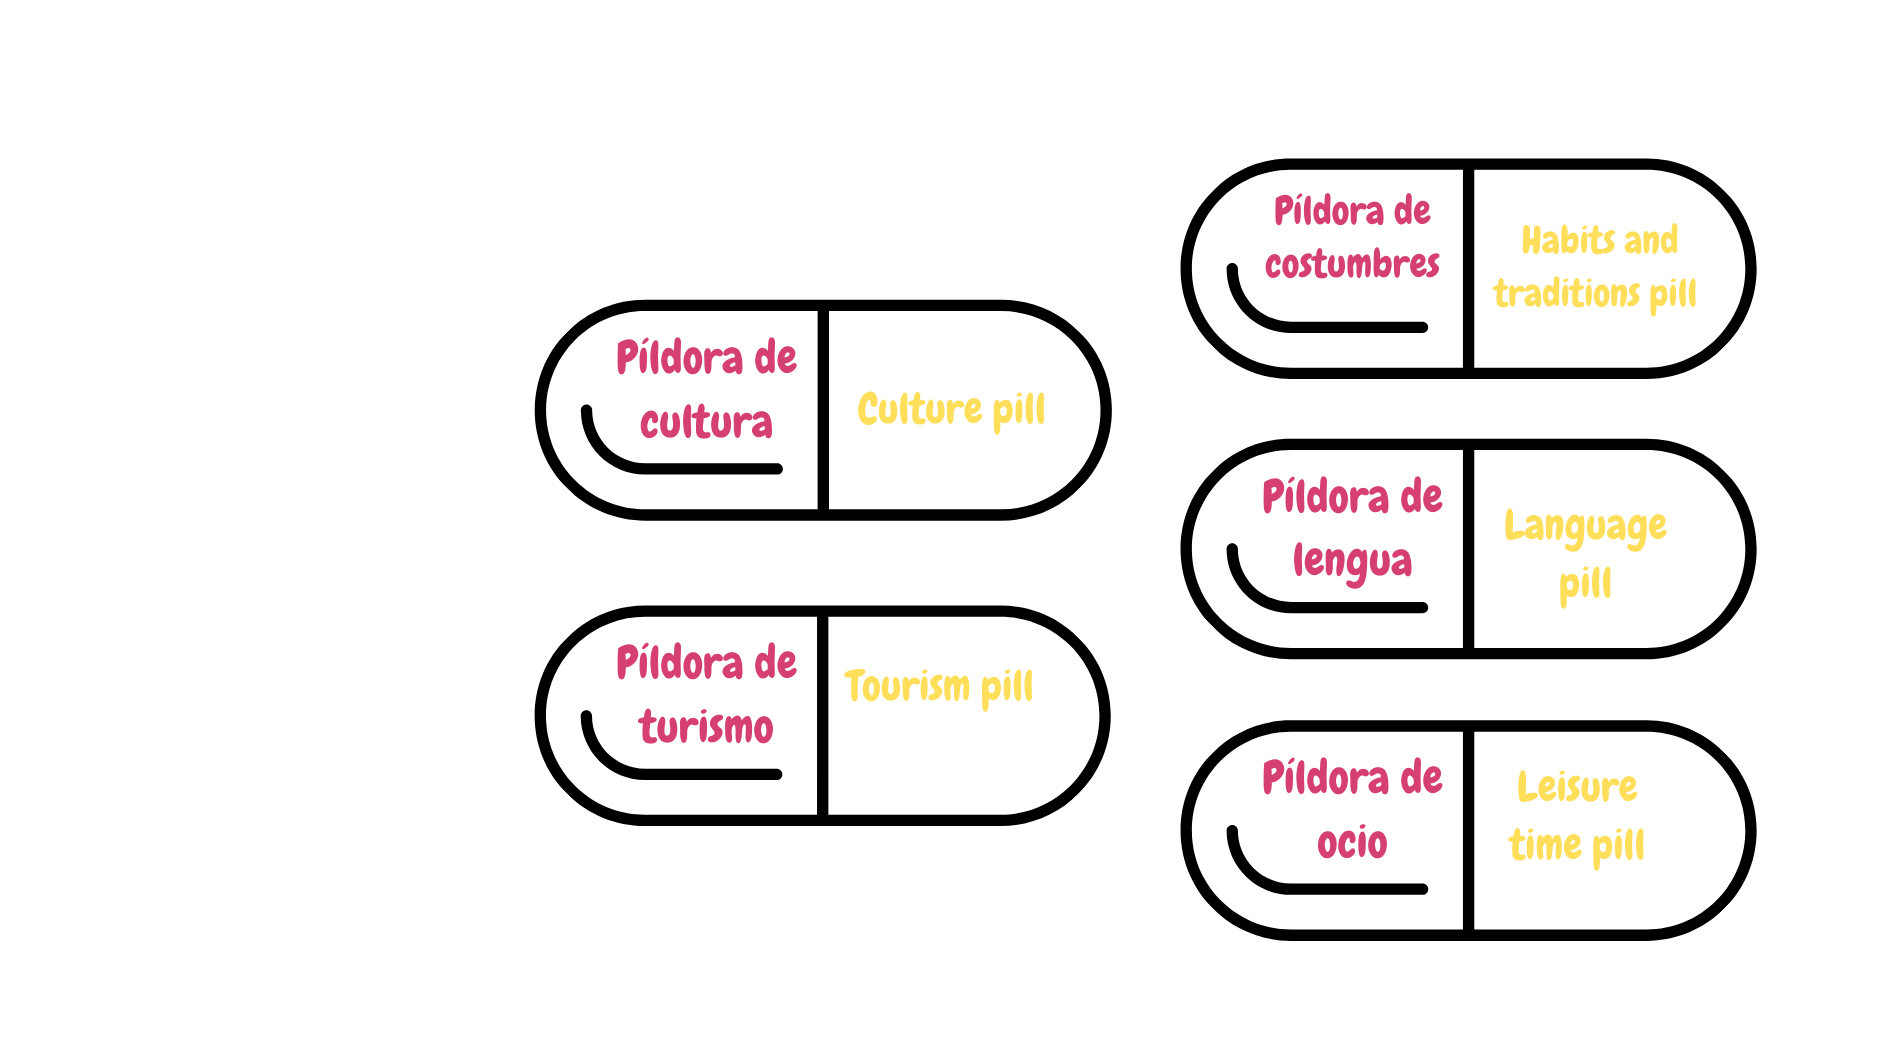 Píldora de
cultura
Culture pill
Píldora de
turismo
Tourism pill
Píldora de
costumbres
Habits and
traditions pill
Píldora de
lengua
Language
pill
Píldora de
ocio
Leisure
time pill